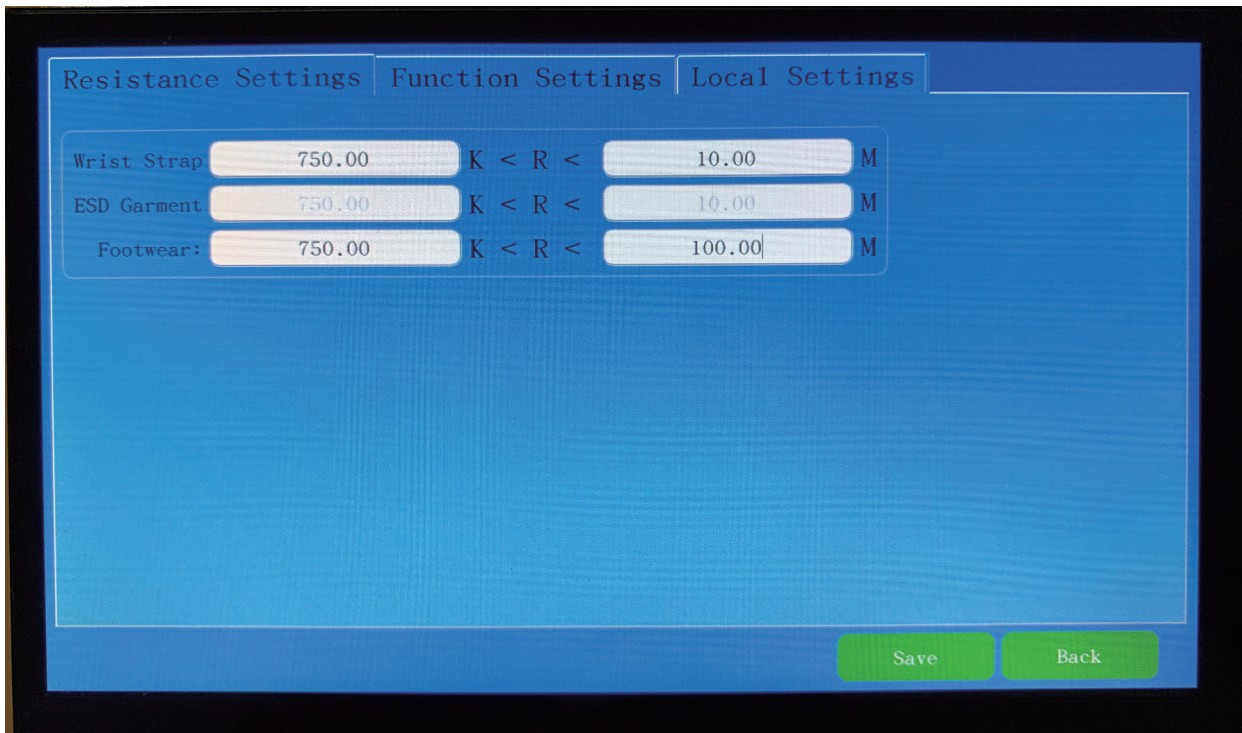 Resistance Settings Function Settings Local Settings
Wrist Strap 750.00 K < R < 10.00 M
ESD Garment 750.00 K < R < 10.00 M
Footwear: 750.00 K < R < 100.00 M
Save Back